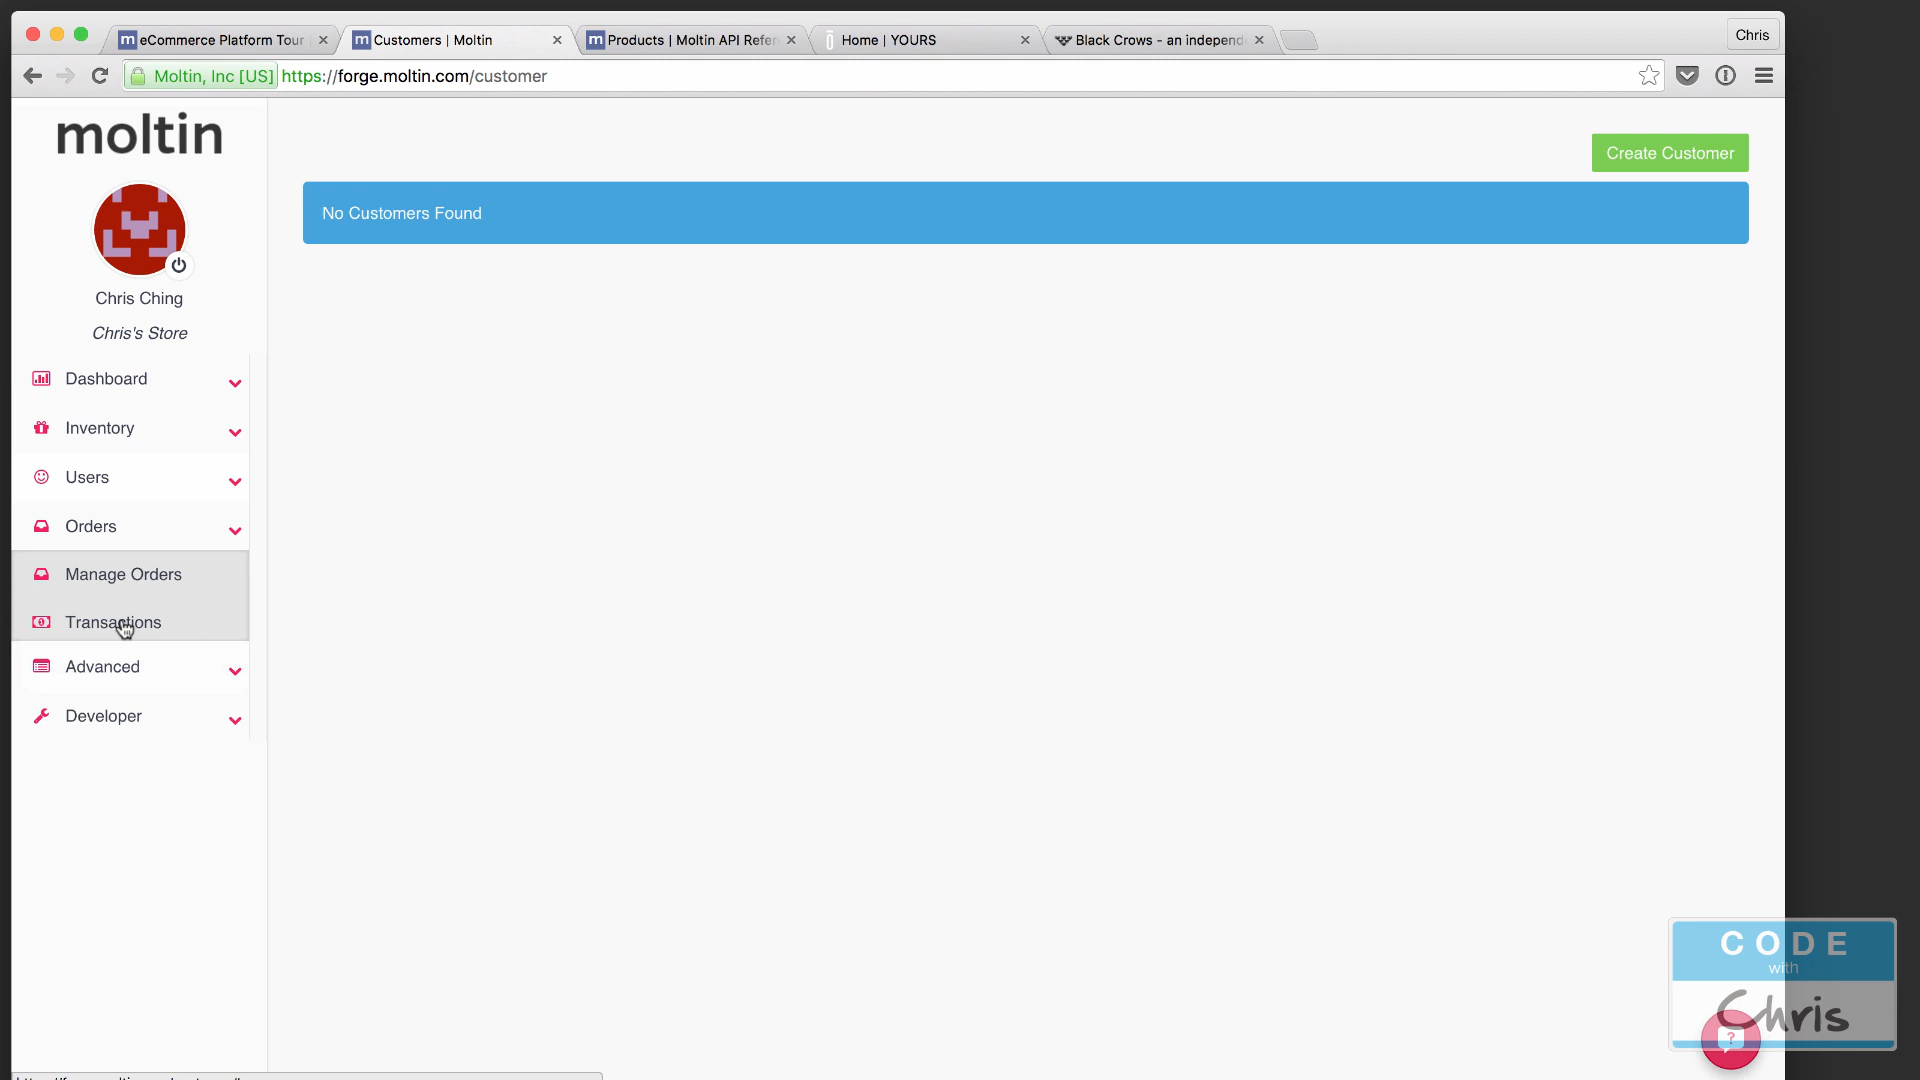 eCommerce Platform Tour
Customers | Moltin
Products | Moltin API Refer
Home | YOURS
Black Crows - an independ
Chris
Moltin, Inc [US]
https://forge.moltin.com/customer
moltin
Create Customer
No Customers Found
Chris Ching
Chris's Store
Dashboard
Inventory
Users
Orders
Manage Orders
Transactions
Advanced
Developer
CODE
with
Chris